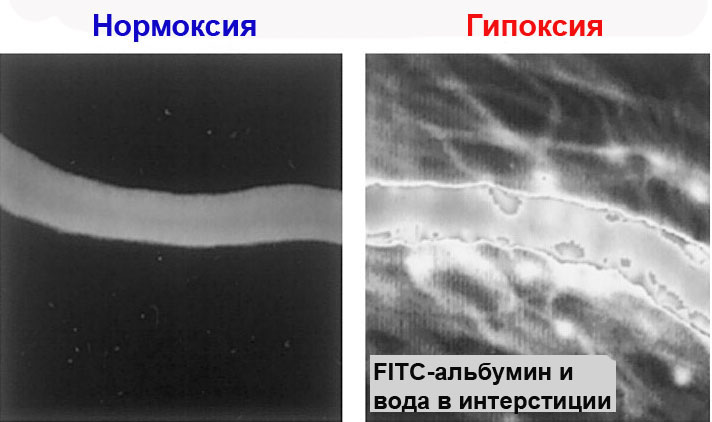 Нормоксия
Гипоксия
FITC-альбумин и
вода в интерстиции